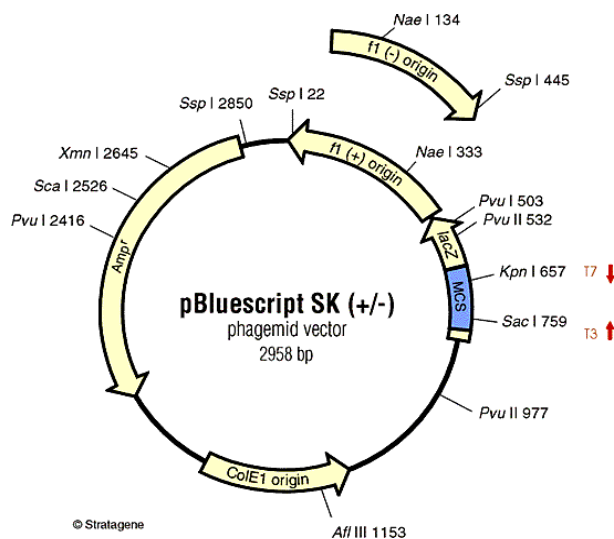 Nae I 134
f1 (-) origin
Ssp I 445
Ssp I 2850
Ssp I 22
Xmn I 2645
f1 (+) origin
Nae I 333
Sca I 2526
Pvu I 503
Pvu I 2416
Pvu II 532
Ampr
lacZ
Kpn I 657
T7
MCS
pBluescript SK (+/-)
phagemid vector
2958 bp
Sac I 759
T3
Pvu II 977
ColE1 origin
© Stratagene
Afl III 1153